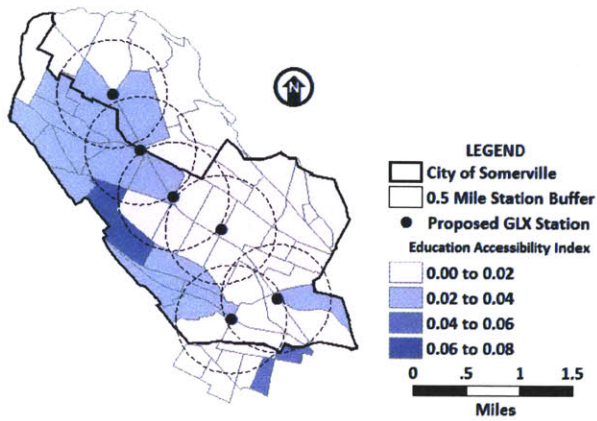 N
LEGEND
City of Somerville
0.5 Mile Station Buffer
Proposed GLX Station
Education Accessibility Index
0.00 to 0.02
0.02 to 0.04
0.04 to 0.06
0.06 to 0.08
0 .5 1 1.5
Miles